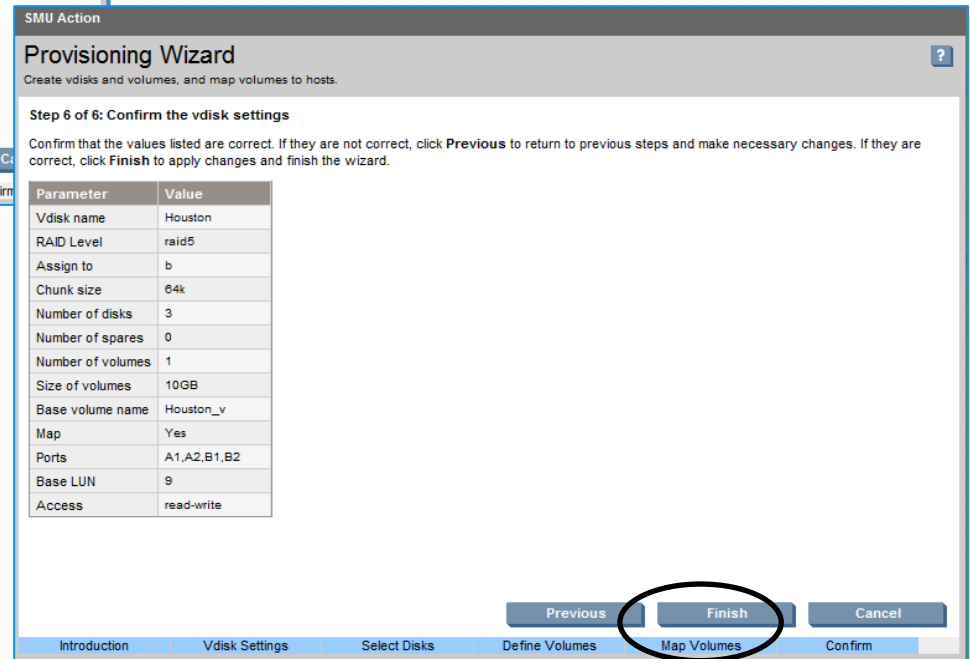 SMU Action
Provisioning Wizard
?
Create vdisks and volumes, and map volumes to hosts.
Step 6 of 6: Confirm the vdisk settings
Confirm that the values listed are correct. If they are not correct, click Previous to return to previous steps and make necessary changes. If they are
correct, click Finish to apply changes and finish the wizard.
Parameter Value
Vdisk name Houston
RAID Level raid5
Assign to b
Chunk size 64k
Number of disks 3
Number of spares 0
Number of volumes 1
Size of volumes 10GB
Base volume name Houston_v
Map Yes
Ports A1,A2,B1,B2
Base LUN 9
Access read-write
Previous Finish Cancel
Introduction Vdisk Settings Select Disks Define Volumes Map Volumes Confirm